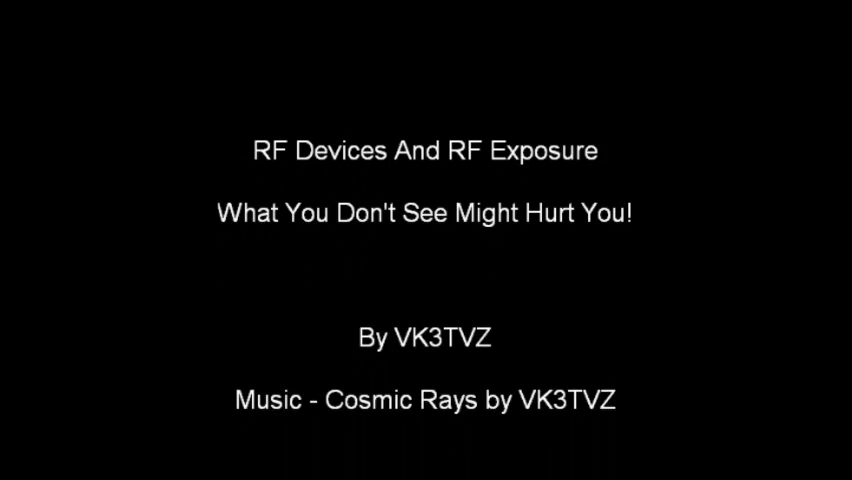 RF Devices And RF Exposure
What You Don't See Might Hurt You!
By VK3TVZ
Music - Cosmic Rays by VK3TVZ